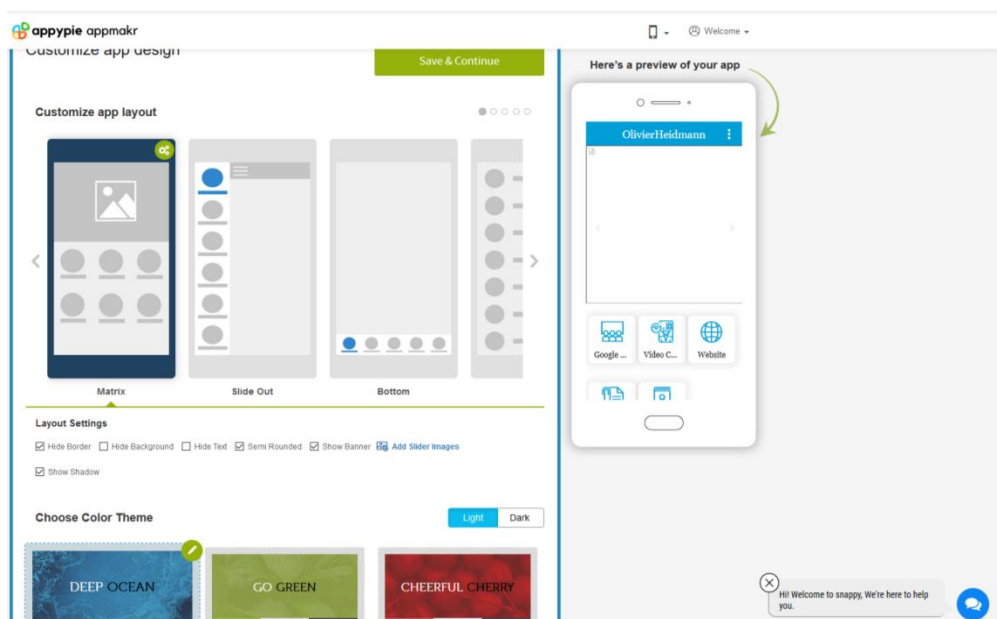 appypie appmakr
Welcome
Customize app design
Save & Continue
Here's a preview of your app
Customize app layout
OlivierHeidmann
Google ...
Video C...
Website
Matrix
Slide Out
Bottom
Layout Settings
Hide Border Hide Background Hide Text Semi Rounded Show Banner Add Slider Images
Show Shadow
Choose Color Theme
Light Dark
DEEP OCEAN
GO GREEN
CHEERFUL CHERRY
Hi! Welcome to snappy, We're here to help
you.